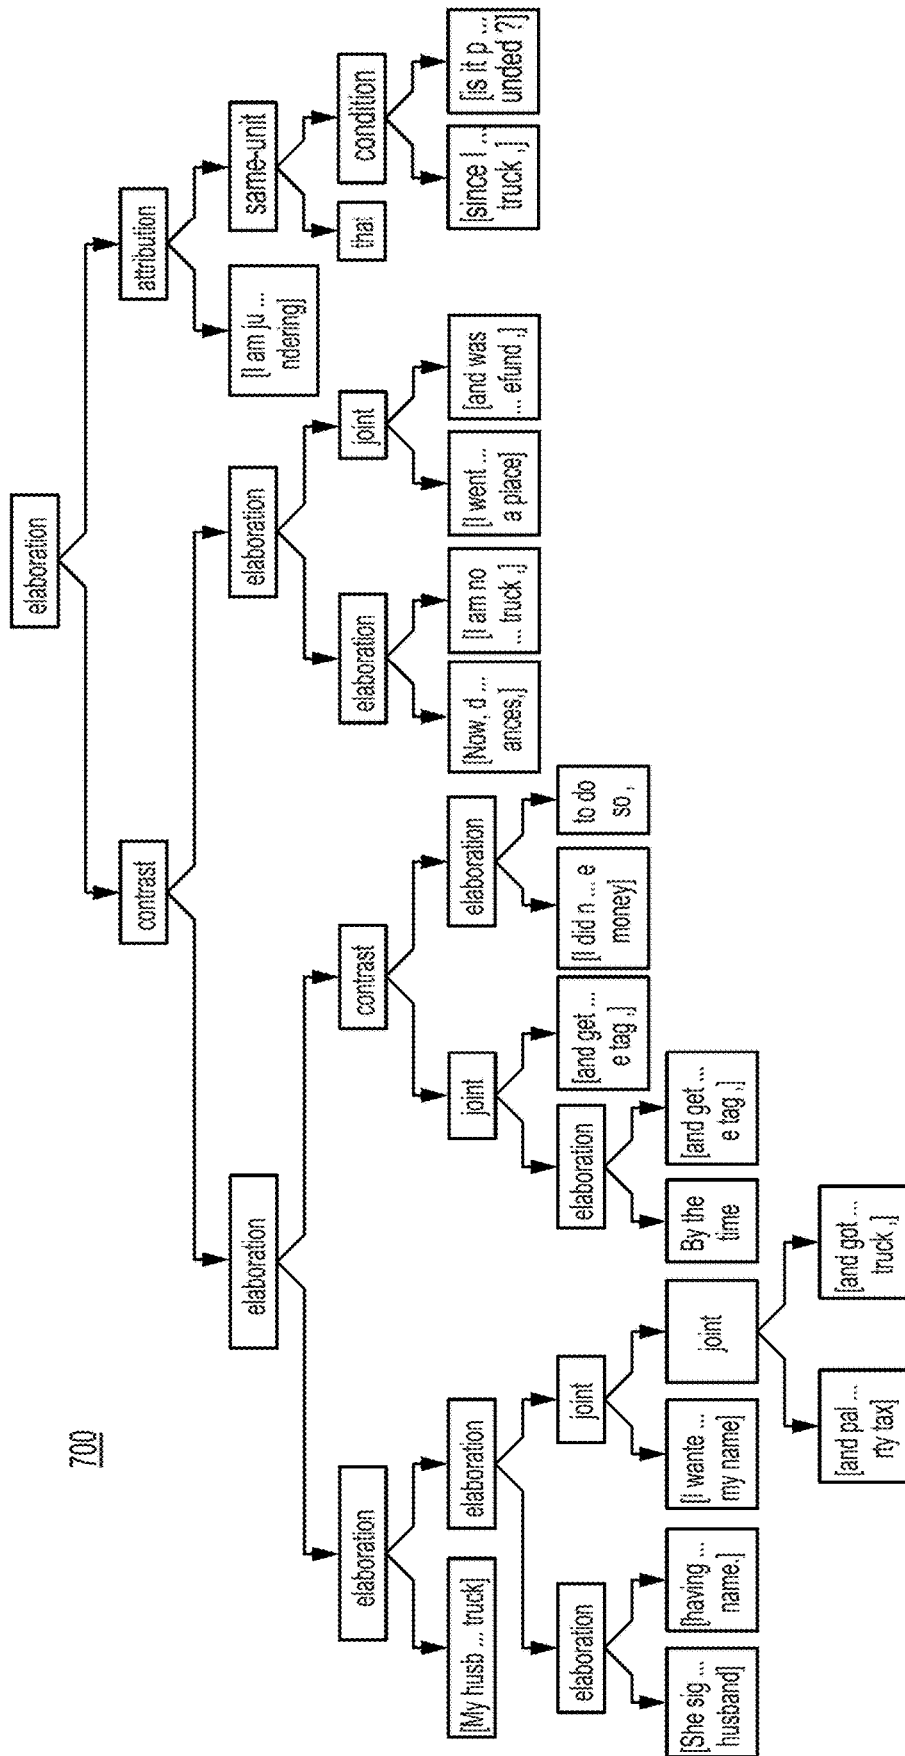 700
elaboration
contrast
attribution
elaboration
elaboration
[I am ju ...
ndering]
same-unit
elaboration
contrast
elaboration
joint
that
condition
[My husb ... truck]
elaboration
joint
elaboration
[Now, d ...
ances,]
[I am no
... truck ,]
[I went ...
a place]
[and was
... efund ,]
[since I ...
truck ,]
[is it p ...
unded ?]
elaboration
joint
elaboration
[and get ...
e tag ,]
[I did n ... e
money]
to do
so ,
[She sig ...
husband]
[having ...
name.]
[I wante ...
my name]
joint
By the
time
[and get ...
e tag ,]
[and pai ...
rty tax]
[and got ...
truck ,]